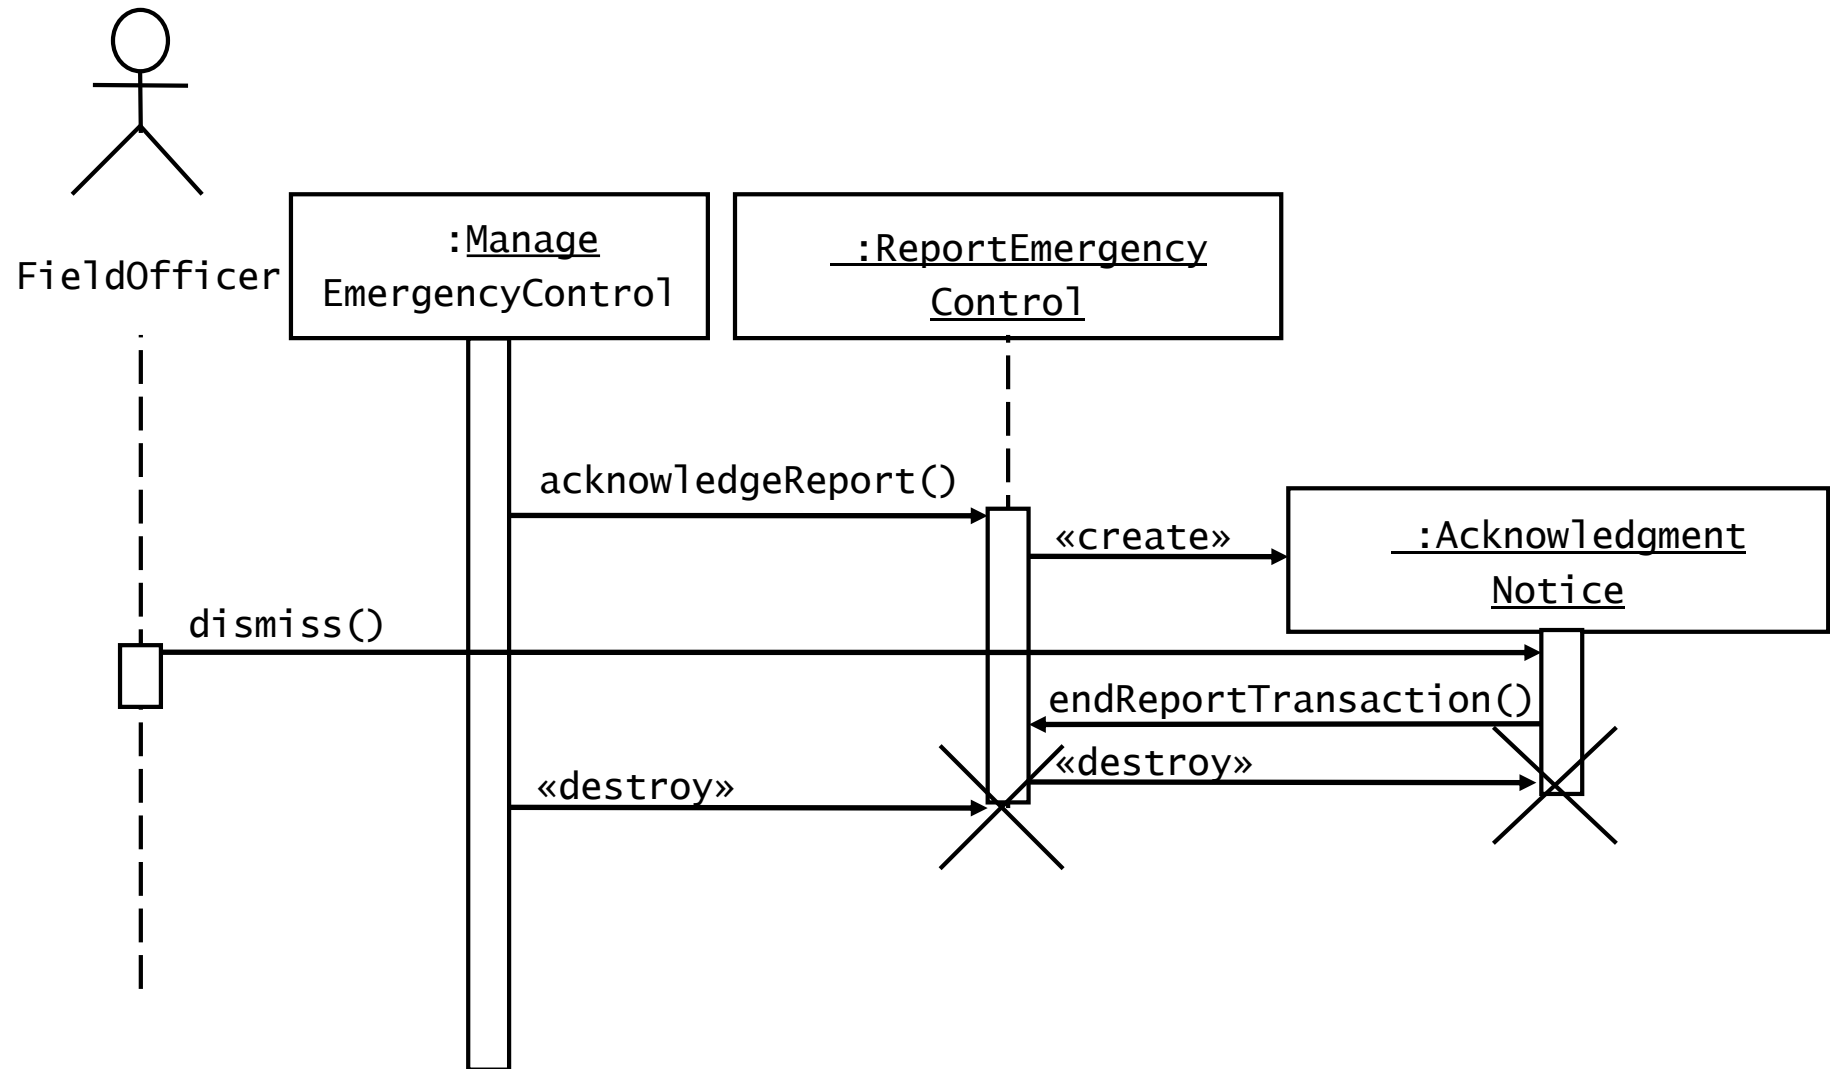 FieldOfficer
:Manage
EmergencyControl
:ReportEmergency
Control
acknowledgeReport()
«create»
:Acknowledgment
Notice
dismiss()
endReportTransaction()
«destroy»
«destroy»